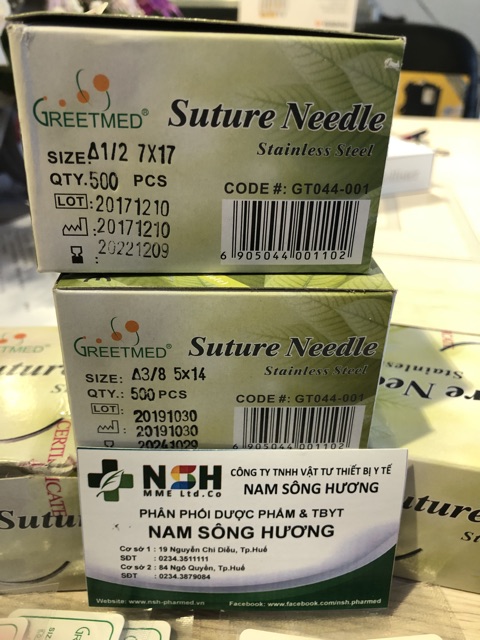 GREETMED®
Suture Needle
Stainless Steel
SIZE: Δ1/2 7X17
QTY.: 500 PCS
CODE #: GT044-001
LOT : 20171210
: 20171210
: 20221209
6 905044 001102
GREETMED®
Suture Needle
Stainless Steel
SIZE: Δ3/8 5x14
QTY.: 500 PCS
CODE #: GT044-001
LOT : 20191030
: 20191030
: 20241029
6 905044 001102
NSH
MME Ltd.Co
CÔNG TY TNHH VẬT TƯ THIẾT BỊ Y TẾ
NAM SÔNG HƯƠNG
PHÂN PHỐI DƯỢC PHẨM & TBYT
NAM SÔNG HƯƠNG
Cơ sở 1 : 19 Nguyễn Chí Diểu, Tp.Huế
SĐT : 0234.3511111
Cơ sở 2 : 84 Ngô Quyền, Tp.Huế
SĐT : 0234.3879084
Website: www.nsh-pharmed.vn
Facebook: www.facebook.com/nsh.pharmed
CERTIFICATE